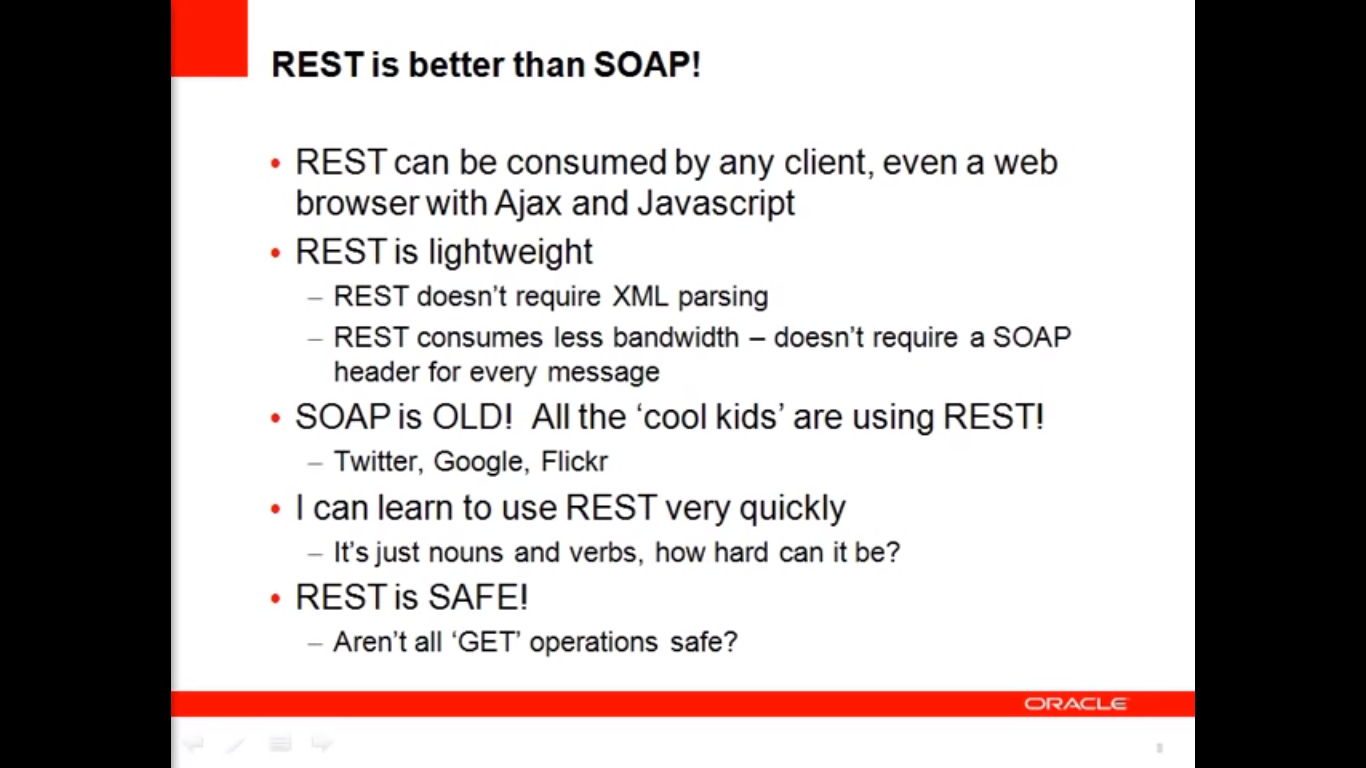 REST is better than SOAP!
• REST can be consumed by any client, even a web
browser with Ajax and Javascript
• REST is lightweight
– REST doesn’t require XML parsing
– REST consumes less bandwidth – doesn’t require a SOAP
header for every message
• SOAP is OLD!  All the ‘cool kids’ are using REST!
– Twitter, Google, Flickr
• I can learn to use REST very quickly
– It’s just nouns and verbs, how hard can it be?
• REST is SAFE!
– Aren’t all ‘GET’ operations safe?
ORACLE